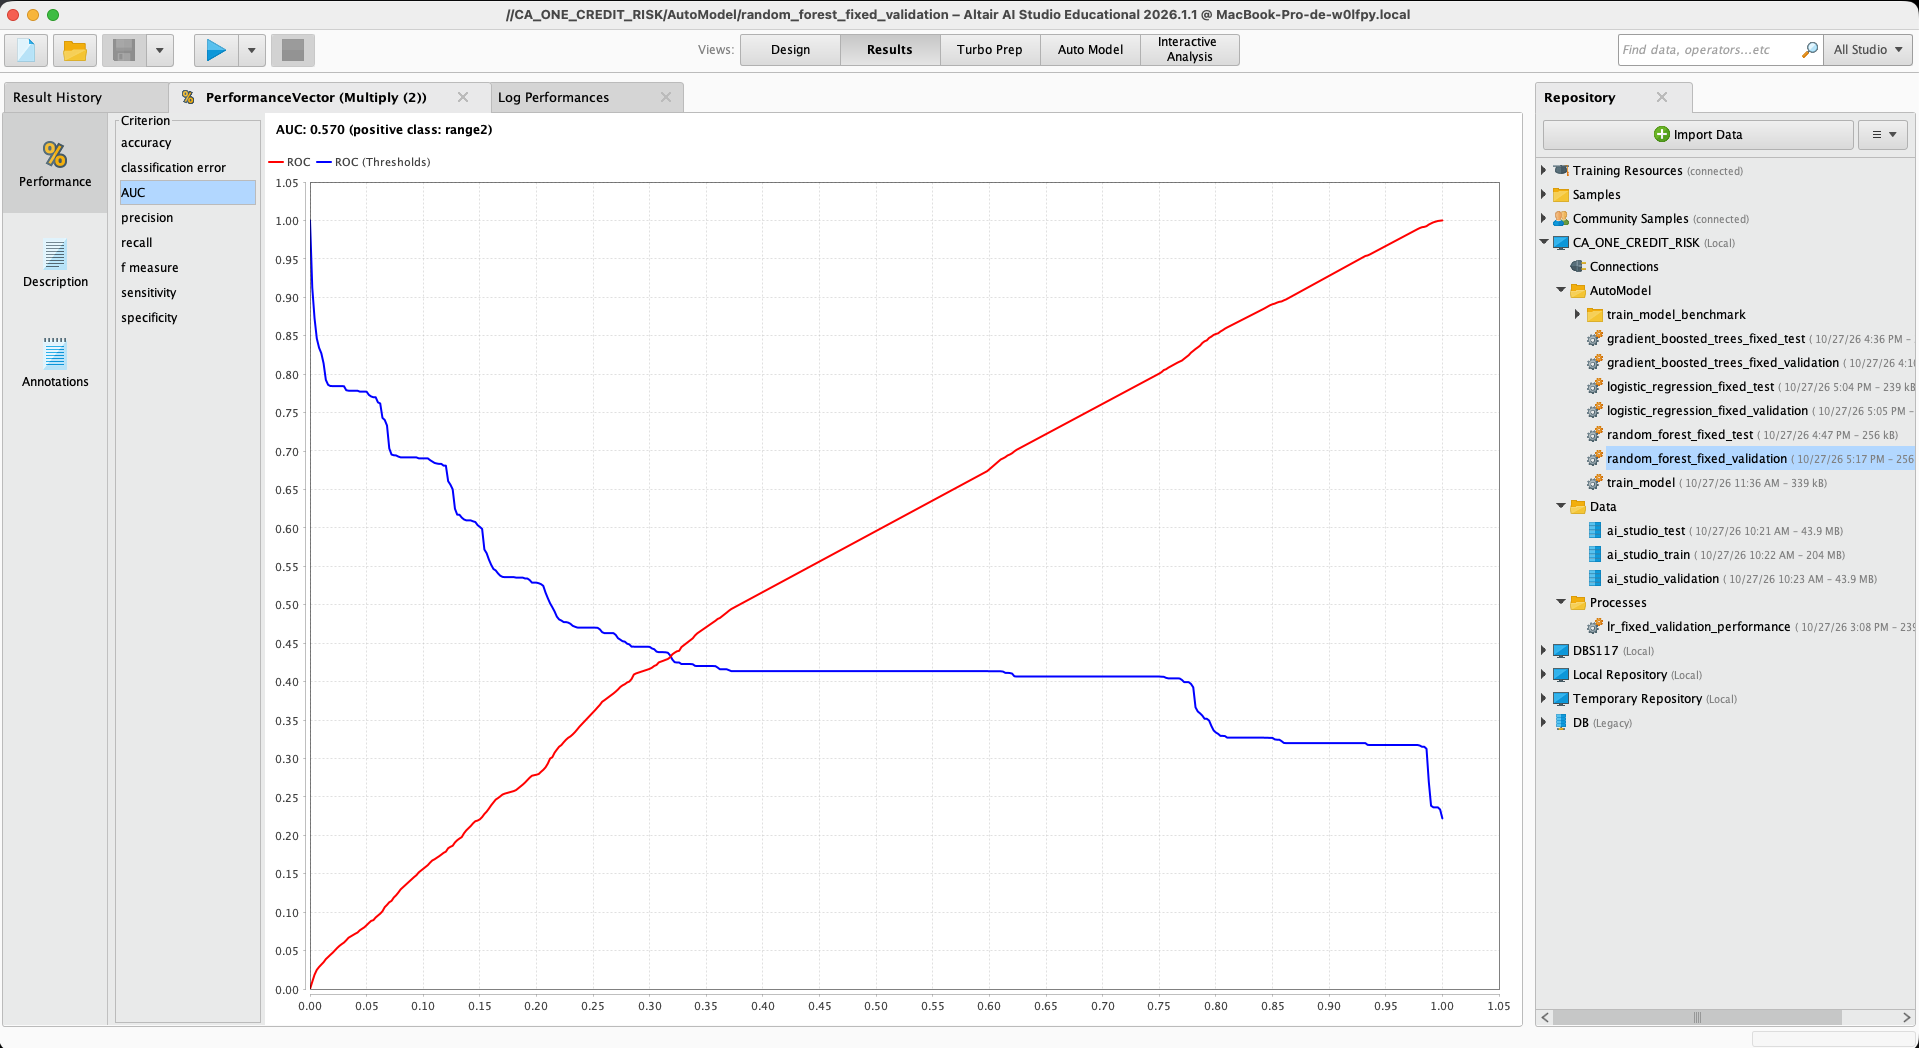 //CA_ONE_CREDIT_RISK/AutoModel/random_forest_fixed_validation – Altair AI Studio Educational 2026.1.1 @ MacBook-Pro-de-w0lfpy.local
Views:
Design
Results
Turbo Prep
Auto Model
Interactive
Analysis
Find data, operators...etc
All Studio
Result History
PerformanceVector (Multiply (2))
Log Performances
Repository
Performance
Description
Annotations
Criterion
accuracy
classification error
AUC
precision
recall
f measure
sensitivity
specificity
AUC: 0.570 (positive class: range2)
ROC
ROC (Thresholds)
1.05
1.00
0.95
0.90
0.85
0.80
0.75
0.70
0.65
0.60
0.55
0.50
0.45
0.40
0.35
0.30
0.25
0.20
0.15
0.10
0.05
0.00
0.00 0.05 0.10 0.15 0.20 0.25 0.30 0.35 0.40 0.45 0.50 0.55 0.60 0.65 0.70 0.75 0.80 0.85 0.90 0.95 1.00 1.05
Import Data
Training Resources (connected)
Samples
Community Samples (connected)
CA_ONE_CREDIT_RISK (Local)
Connections
AutoModel
train_model_benchmark
gradient_boosted_trees_fixed_test ( 10/27/26 4:36 PM –
gradient_boosted_trees_fixed_validation ( 10/27/26 4:1
logistic_regression_fixed_test ( 10/27/26 5:04 PM – 239 kB
logistic_regression_fixed_validation ( 10/27/26 5:05 PM –
random_forest_fixed_test ( 10/27/26 4:47 PM – 256 kB)
random_forest_fixed_validation ( 10/27/26 5:17 PM – 256
train_model ( 10/27/26 11:36 AM – 339 kB)
Data
ai_studio_test ( 10/27/26 10:21 AM – 43.9 MB)
ai_studio_train ( 10/27/26 10:22 AM – 204 MB)
ai_studio_validation ( 10/27/26 10:23 AM – 43.9 MB)
Processes
lr_fixed_validation_performance ( 10/27/26 3:08 PM – 239
DBS117 (Local)
Local Repository (Local)
Temporary Repository (Local)
DB (Legacy)